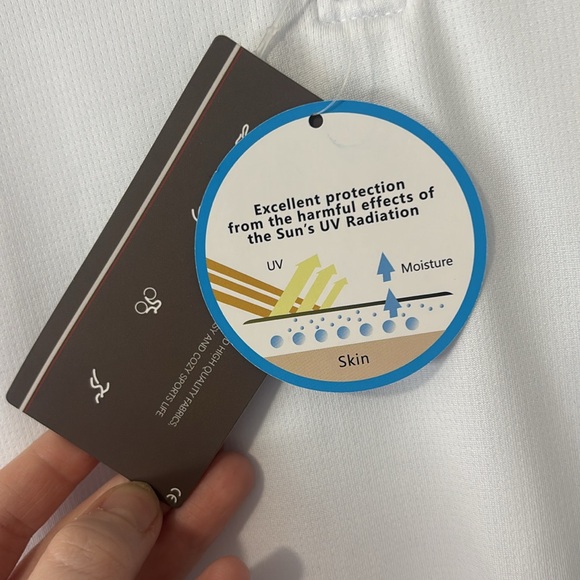 Excellent protection
from the harmful effects of
the Sun's UV Radiation
UV
Moisture
Skin
HIGH QUALITY FABRICS,
AND COZY SPORTS LIFE
CE